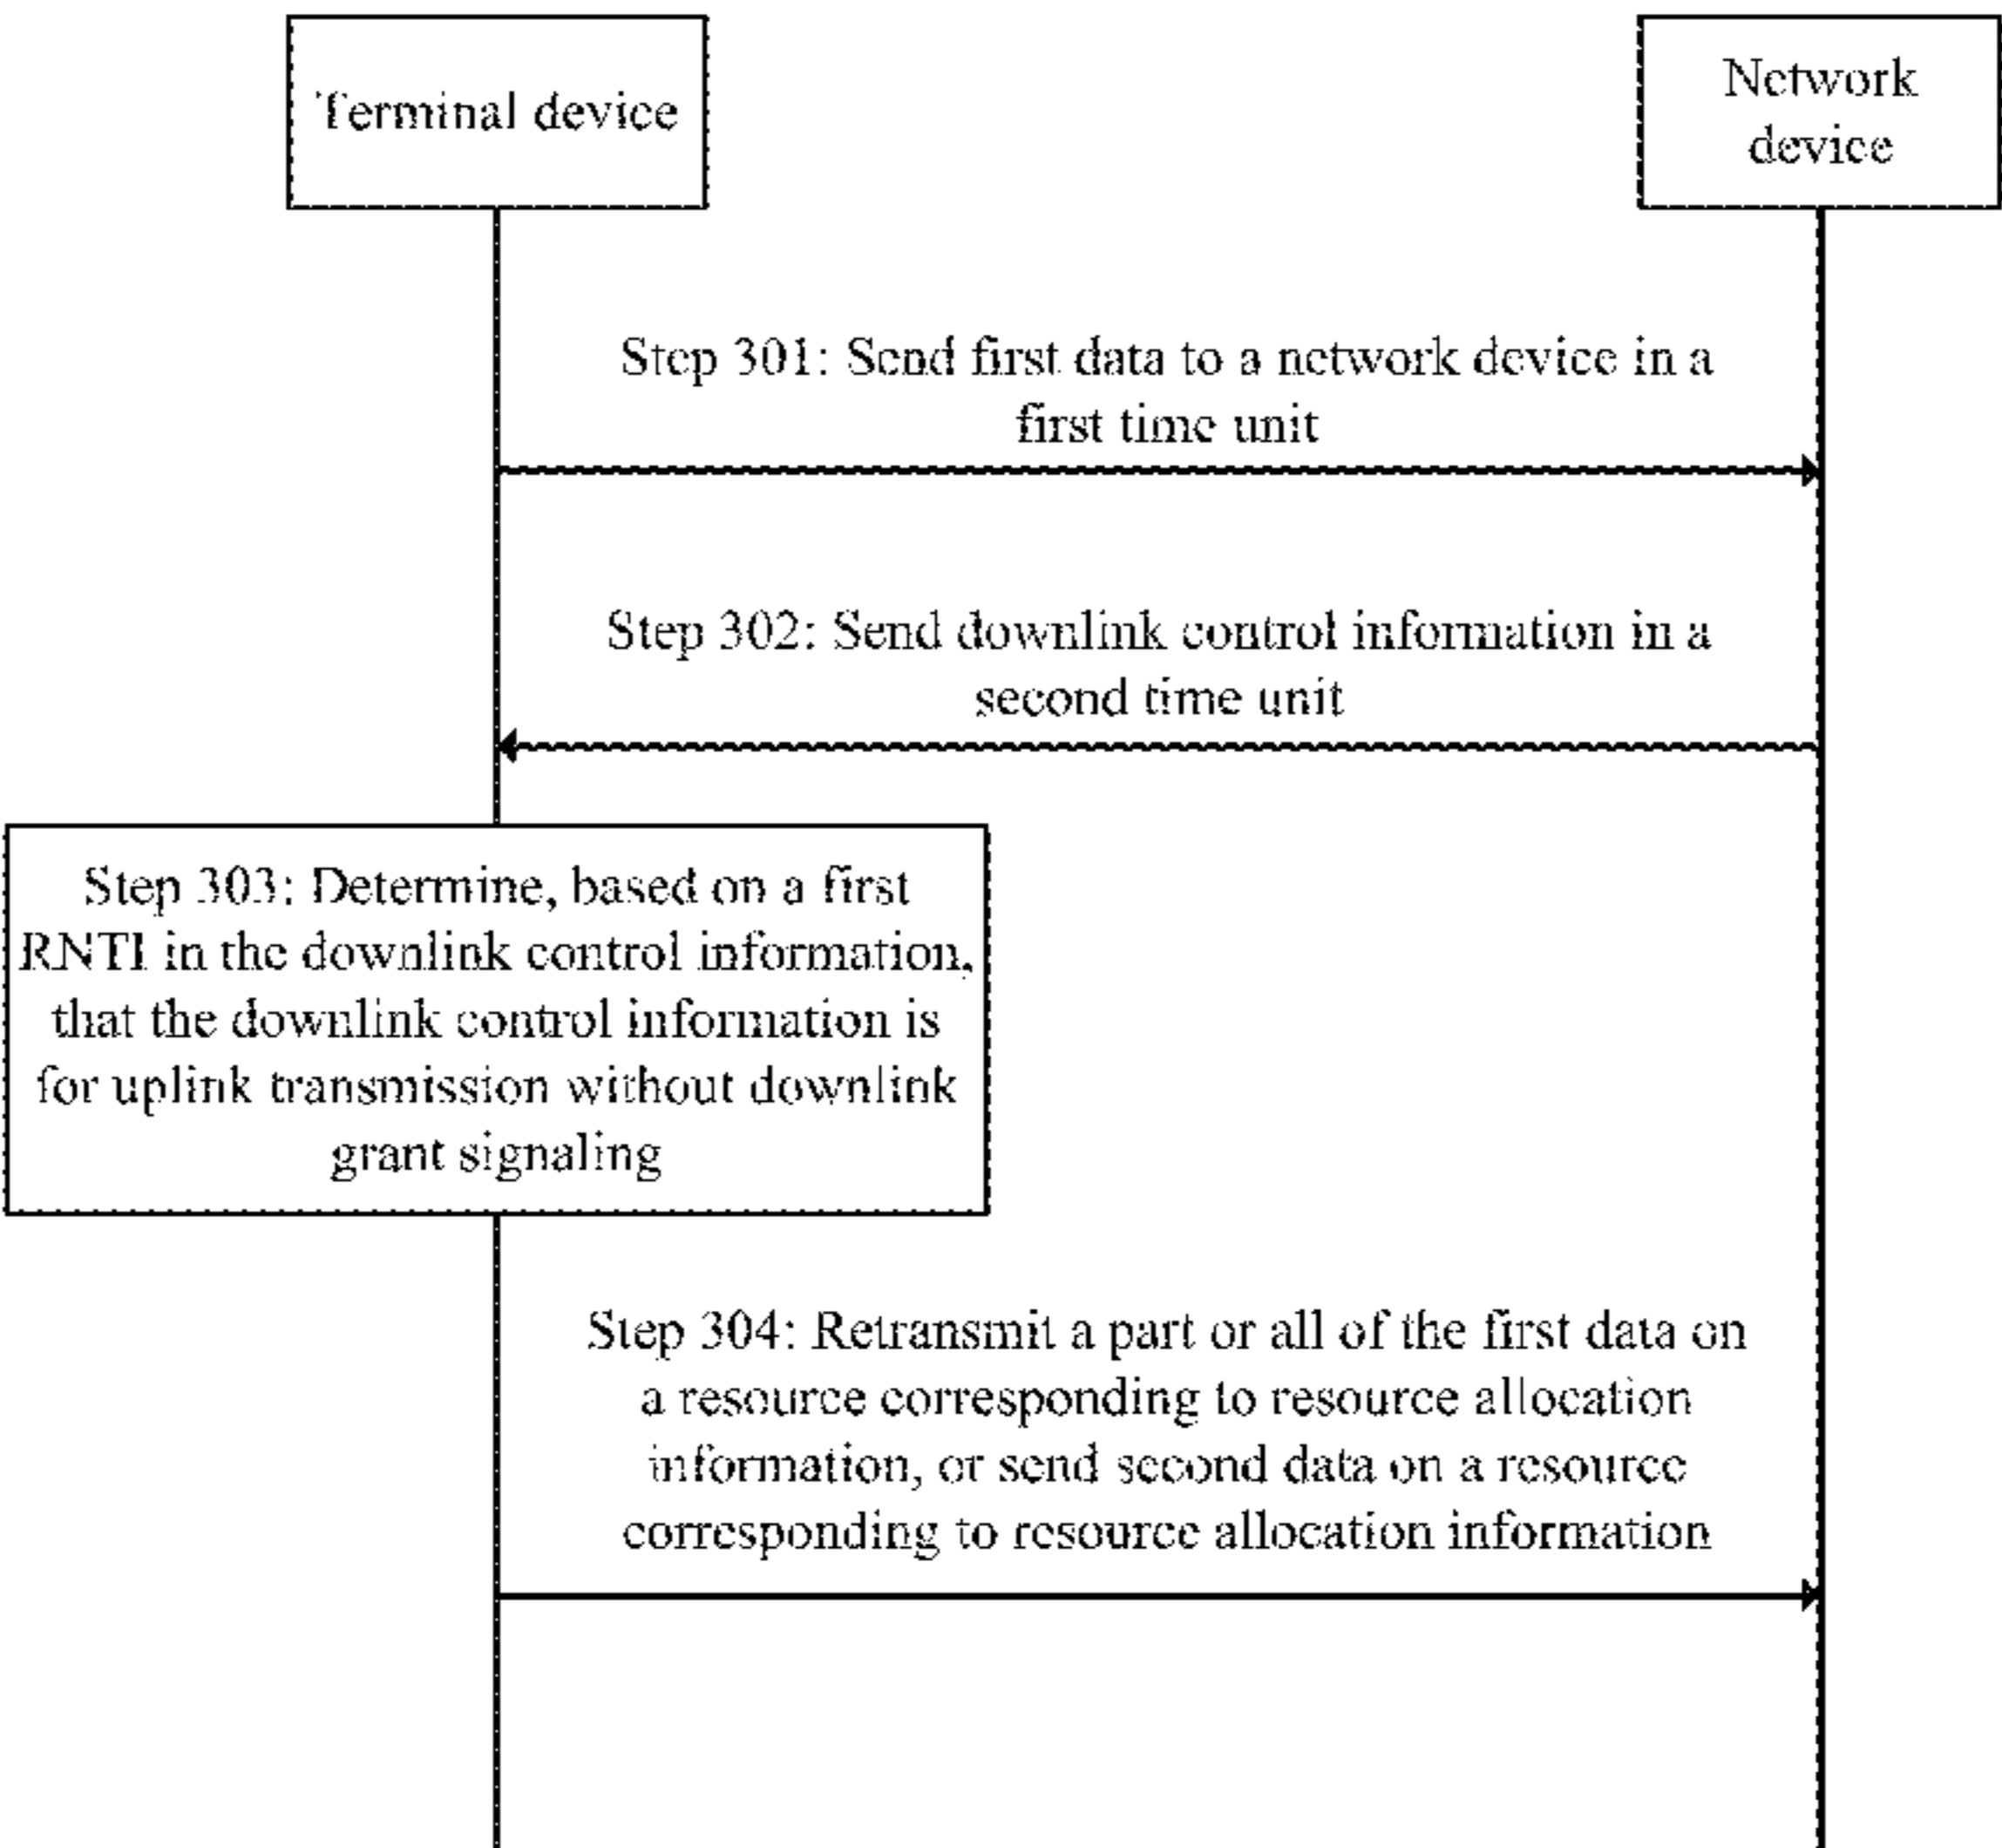 Terminal device
Network
device
Step 301: Send first data to a network device in a
first time unit
Step 302: Send downlink control information in a
second time unit
Step 303: Determine, based on a first
RNTI in the downlink control information,
that the downlink control information is
for uplink transmission without downlink
grant signaling
Step 304: Retransmit a part or all of the first data on
a resource corresponding to resource allocation
information, or send second data on a resource
corresponding to resource allocation information